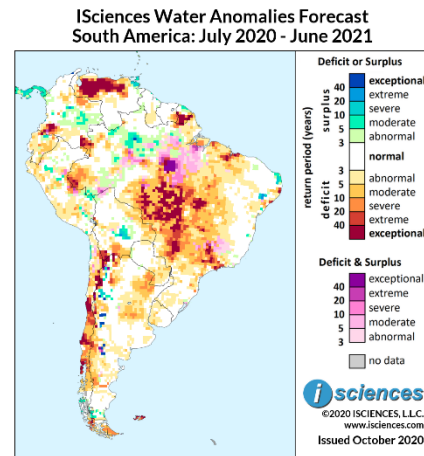 ISciences Water Anomalies Forecast
South America: July 2020 - June 2021
Deficit or Surplus
return period (years)
surplus
deficit
exceptional
40
extreme
20
severe
10
moderate
5
abnormal
3
normal
3
abnormal
5
moderate
10
severe
20
extreme
40
exceptional
Deficit & Surplus
exceptional
40
extreme
20
severe
10
moderate
5
abnormal
3
no data
i sciences
©2020 ISCIENCES, L.L.C.
www.isciences.com
Issued October 2020